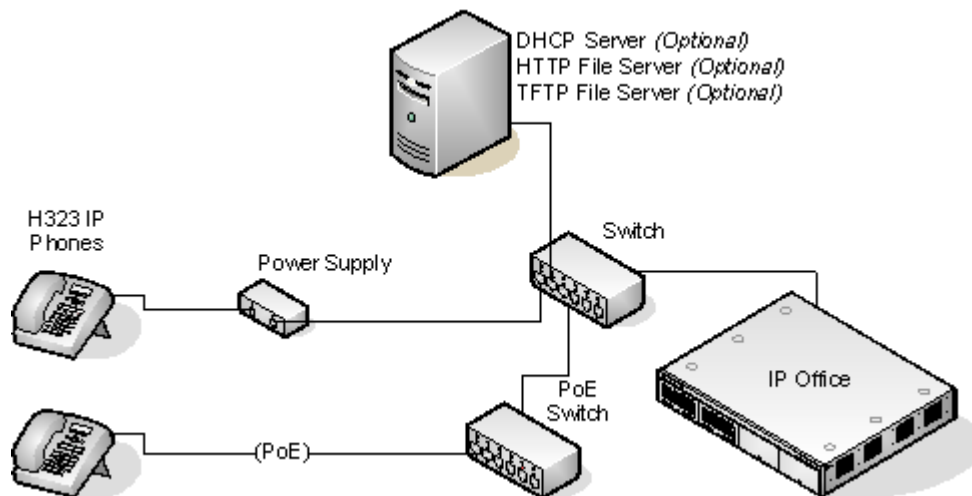 DHCP Server (Optional)
HTTP File Server (Optional)
TFTP File Server (Optional)
H323 IP
Phones
Power Supply
Switch
IP Office
PoE
Switch
(PoE)